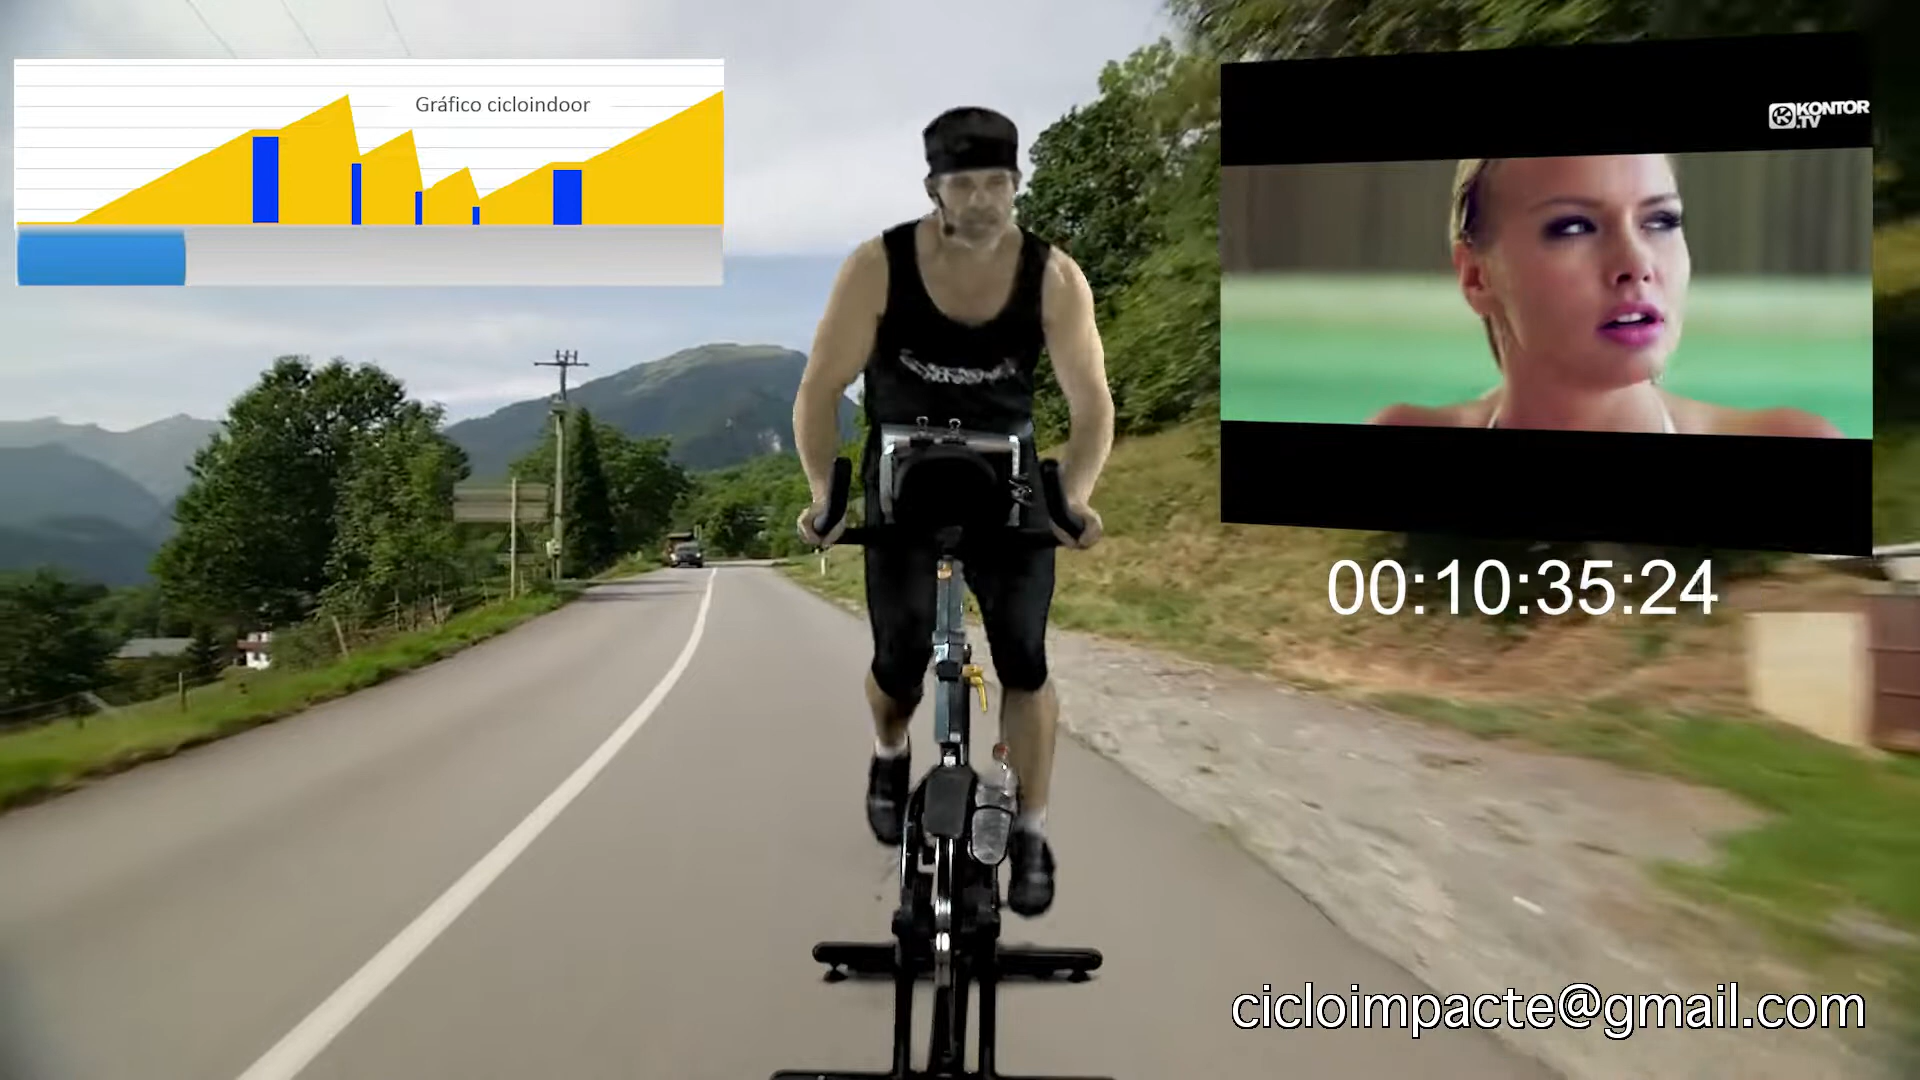 Gráfico cicloindoor
KONTOR
.TV
00:10:35:24
cicloimpacte@gmail.com